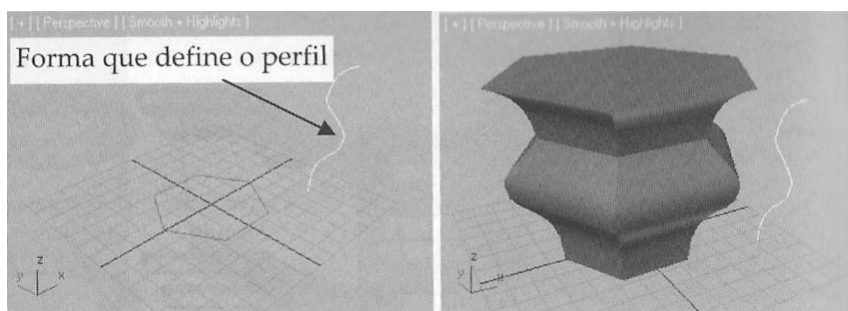 [ + ] [ Perspective ] [ Smooth + Highlights ]
Forma que define o perfil
z
y
x
[ + ] [ Perspective ] [ Smooth + Highlights ]
z
y